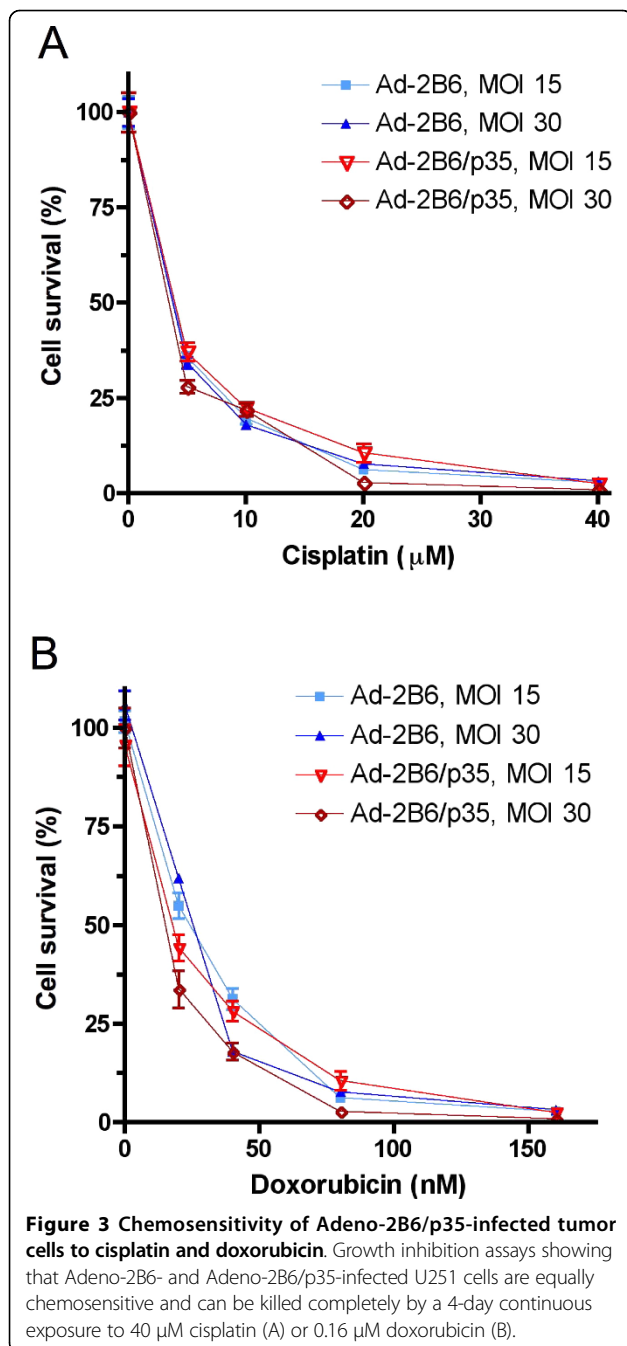 A
Ad-2B6, MOI 15
Ad-2B6, MOI 30
Ad-2B6/p35, MOI 15
Ad-2B6/p35, MOI 30
Cell survival (%)
100
75
50
25
0
0
10
20
30
40
Cisplatin (μM)
B
Ad-2B6, MOI 15
Ad-2B6, MOI 30
Ad-2B6/p35, MOI 15
Ad-2B6/p35, MOI 30
Cell survival (%)
100
75
50
25
0
0
50
100
150
Doxorubicin (nM)
Figure 3 Chemosensitivity of Adeno-2B6/p35-infected tumor
cells to cisplatin and doxorubicin. Growth inhibition assays showing
that Adeno-2B6- and Adeno-2B6/p35-infected U251 cells are equally
chemosensitive and can be killed completely by a 4-day continuous
exposure to 40 μM cisplatin (A) or 0.16 μM doxorubicin (B).